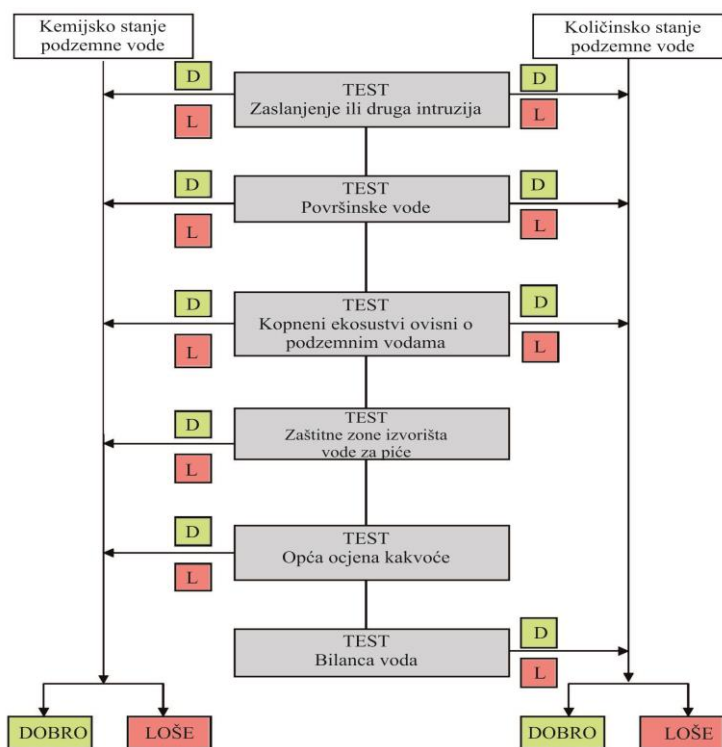 Kemijsko stanje
podzemne vode
Količinsko stanje
podzemne vode
D
L
TEST
Zaslanjenje ili druga intruzija
D
L
D
L
TEST
Površinske vode
D
L
D
L
TEST
Kopneni ekosustvi ovisni o
podzemnim vodama
D
L
D
L
TEST
Zaštitne zone izvorišta
vode za piće
D
L
TEST
Opća ocjena kakvoće
TEST
Bilanca voda
D
L
DOBRO
LOŠE
DOBRO
LOŠE